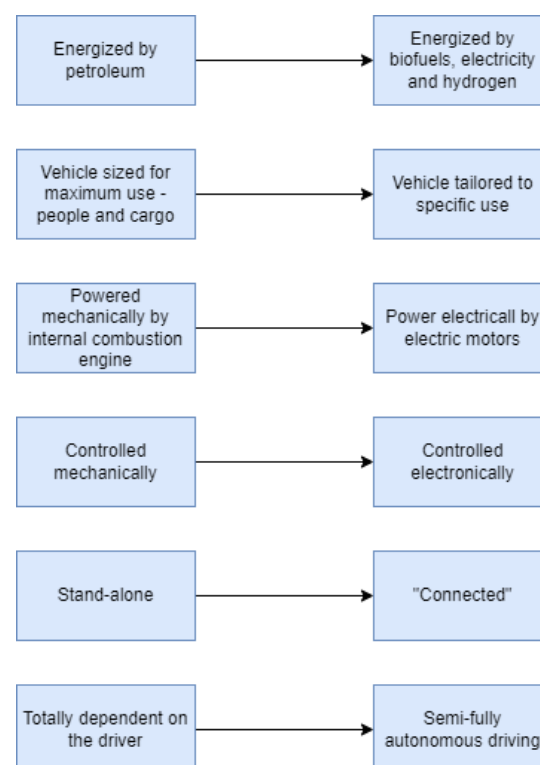 Energized by
petroleum
Energized by
biofuels, electricity
and hydrogen
Vehicle sized for
maximum use -
people and cargo
Vehicle tailored to
specific use
Powered
mechanically by
internal combustion
engine
Power electricall by
electric motors
Controlled
mechanically
Controlled
electronically
Stand-alone
"Connected"
Totally dependent on
the driver
Semi-fully
autonomous driving